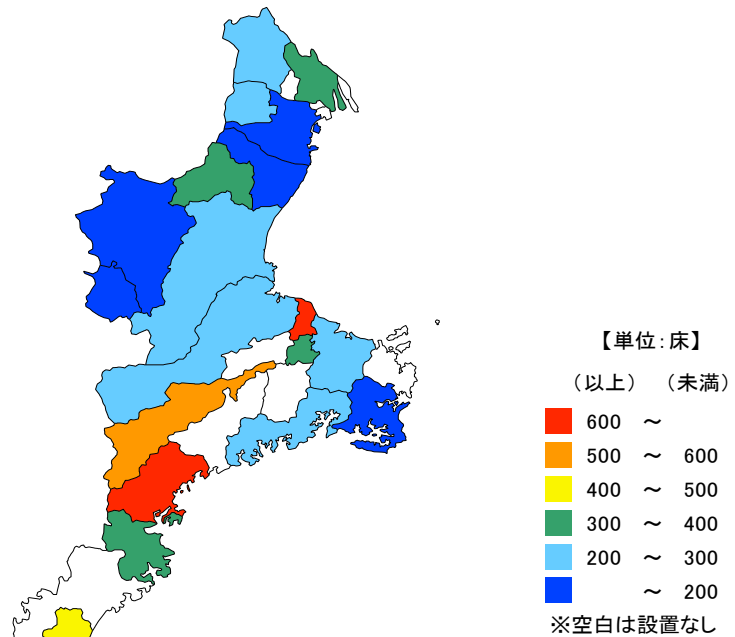 【単位:床】
（以上） （未満）
600 ～
500 ～ 600
400 ～ 500
300 ～ 400
200 ～ 300
～ 200
※空白は設置なし